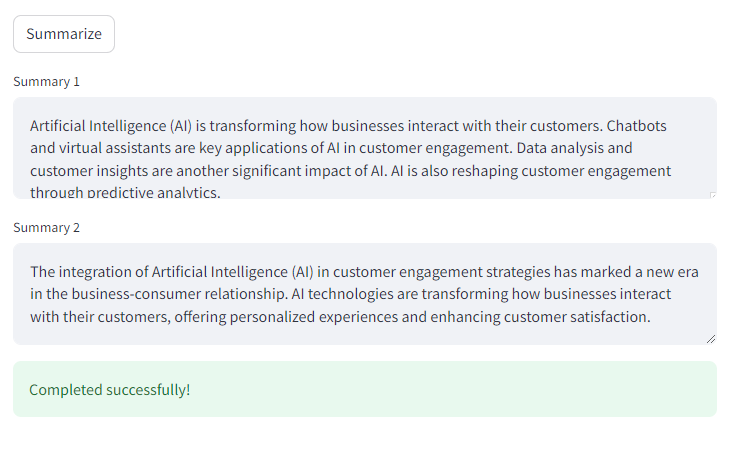 Summarize
Summary 1
Artificial Intelligence (AI) is transforming how businesses interact with their customers. Chatbots
and virtual assistants are key applications of AI in customer engagement. Data analysis and
customer insights are another significant impact of AI. AI is also reshaping customer engagement
through predictive analytics.
Summary 2
The integration of Artificial Intelligence (AI) in customer engagement strategies has marked a new era
in the business-consumer relationship. AI technologies are transforming how businesses interact
with their customers, offering personalized experiences and enhancing customer satisfaction.
Completed successfully!